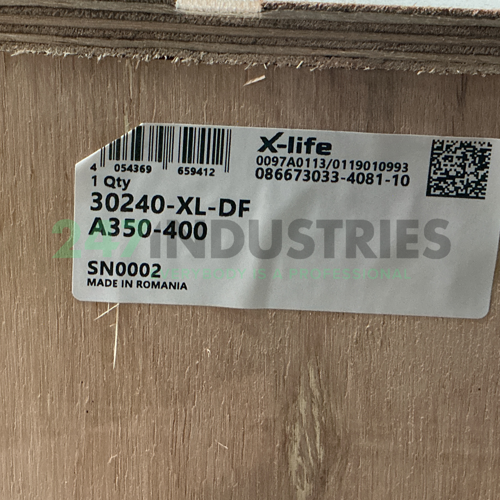 X-life
4 054369 659412
0097A0113/0119010993
1 Qty
086673033-4081-10
30240-XL-DF
A350-400
247INDUSTRIES
SN0002
MADE IN ROMANIA